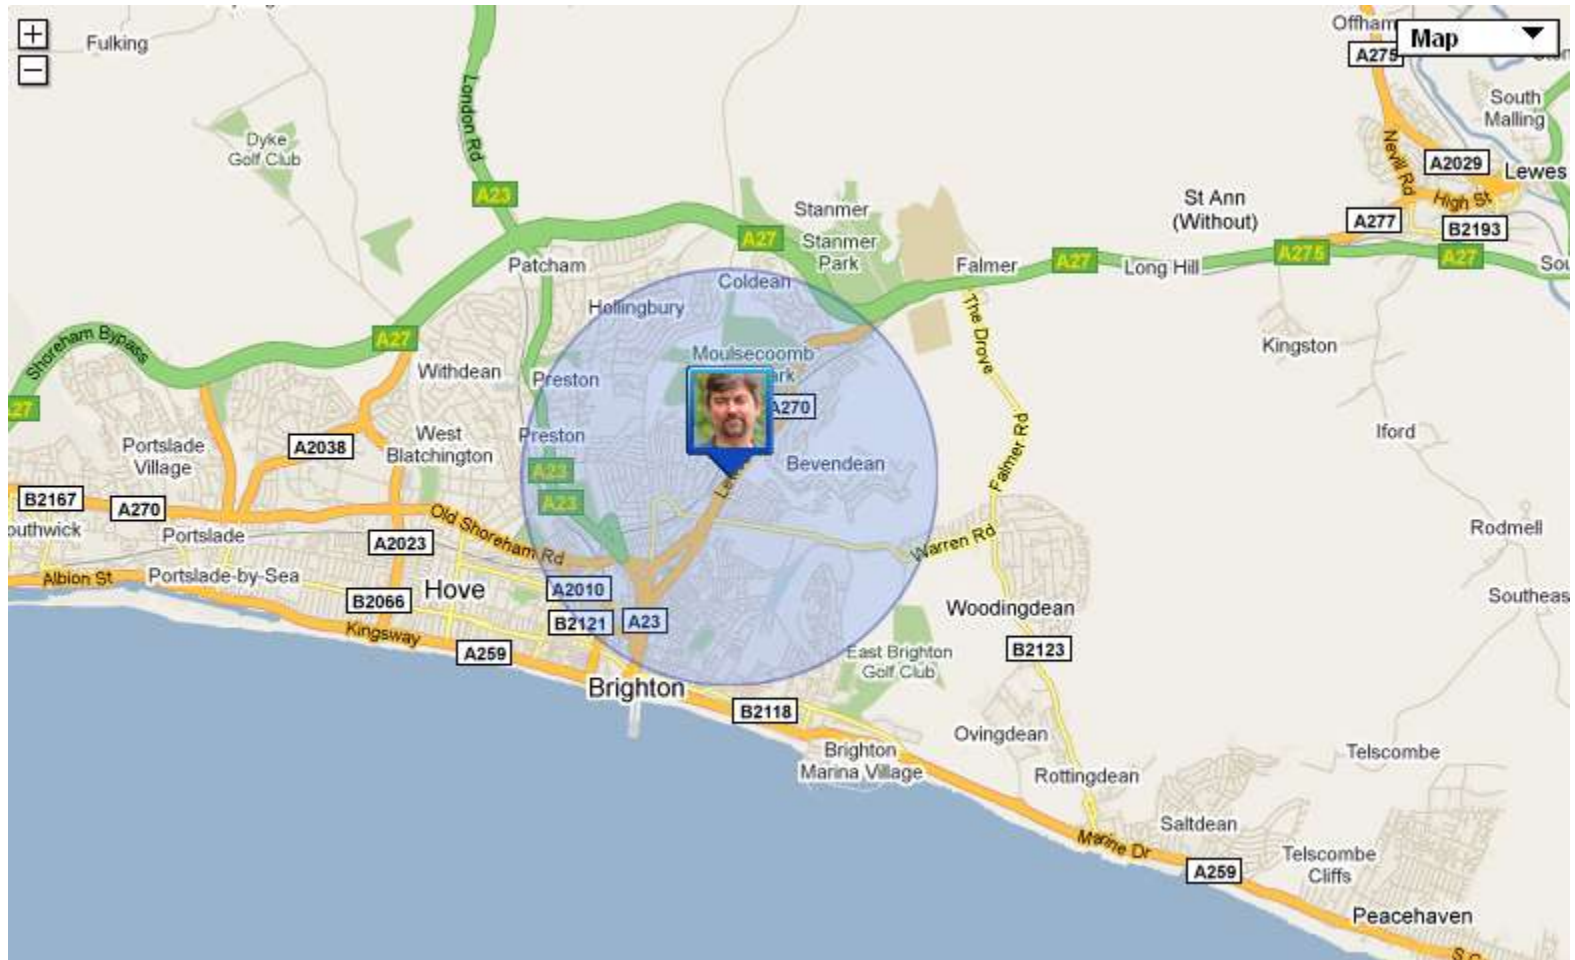 +
−
Fulking
Offham
Map
A275
South
Malling
London Rd
Dyke
Golf Club
Nevill Rd
A2029
Lewes
A23
High St
St Ann
(Without)
Stanmer
A277
B2193
A27
Stanmer
Park
A275
A27
A27
Patcham
Falmer
Long Hill
Coldean
Hollingbury
The Drove
A27
Shoreham Bypass
Kingston
Moulsecoomb
Withdean
Preston
A270
27
Falmer Rd
West
Blatchington
Preston
Iford
Portslade
Village
A2038
Bevendean
A23
B2167
A270
A23
Old Shoreham Rd
Rodmell
outhwick
Portslade
A2023
Warren Rd
Albion St
Portslade-by-Sea
Hove
A2010
Southeas
B2066
Woodingdean
B2121
A23
Kingsway
A259
East Brighton
Golf Club
B2123
Brighton
B2118
Ovingdean
Brighton
Marina Village
Telscombe
Rottingdean
Saltdean
Marine Dr
Telscombe
Cliffs
A259
Peacehaven